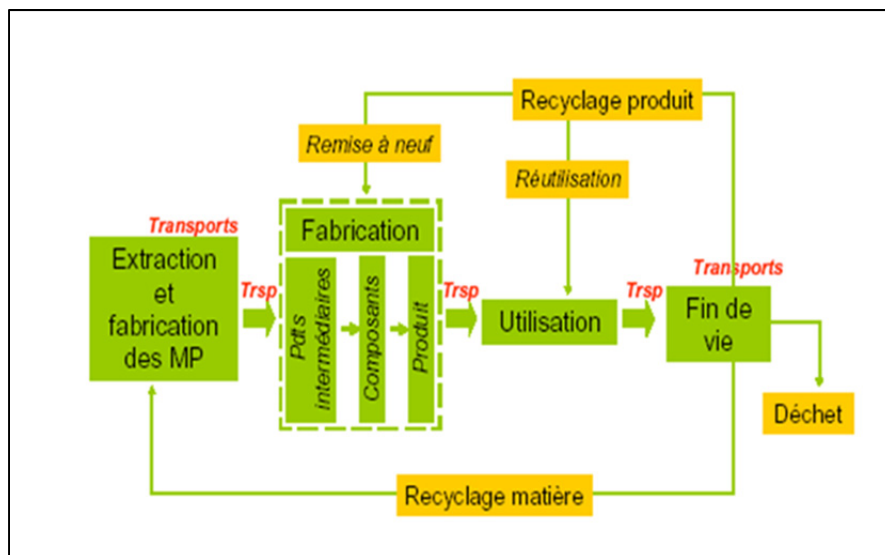 Recyclage produit
Remise à neuf
Réutilisation
Transports
Extraction
et
fabrication
des MP
Trsp
Fabrication
Pdts
intermédiaires
Composants
Produit
Trsp
Utilisation
Trsp
Transports
Fin de
vie
Déchet
Recyclage matière